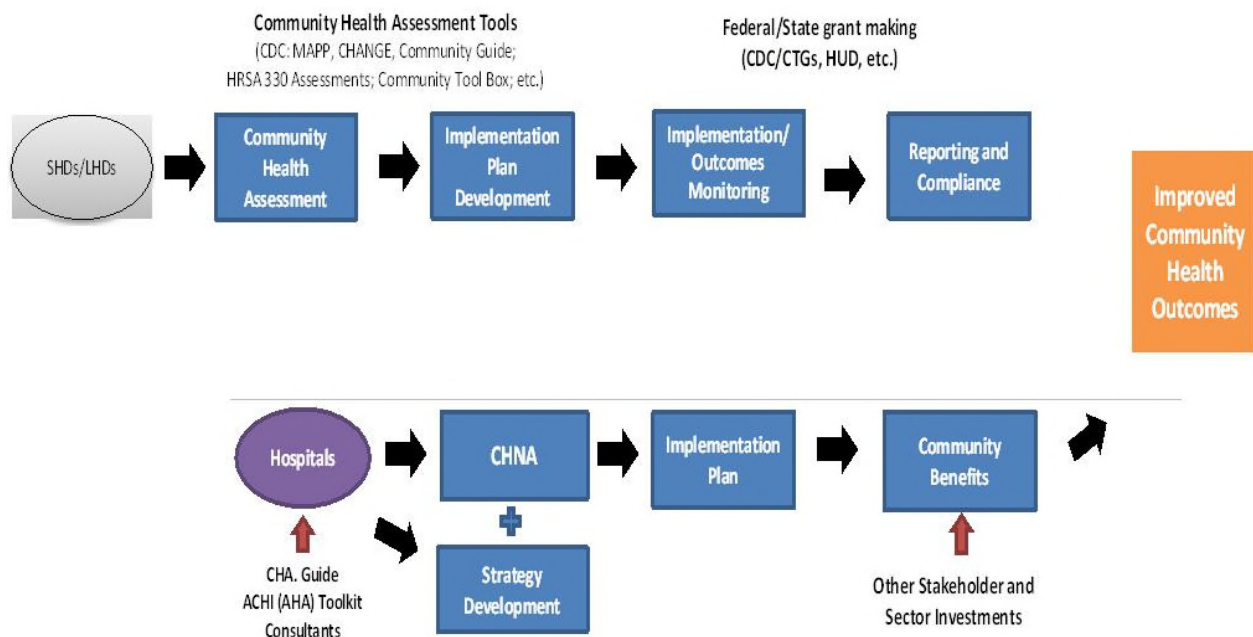 Community Health Assessment Tools
(CDC: MAPP, CHANGE, Community Guide;
HRSA 330 Assessments; Community Tool Box; etc.)
Federal/State grant making
(CDC/CTGs, HUD, etc.)
SHDs/LHDs
Community
Health
Assessment
Implementation
Plan
Development
Implementation/
Outcomes
Monitoring
Reporting and
Compliance
Improved
Community
Health
Outcomes
Hospitals
CHNA
Implementation
Plan
Community
Benefits
CHA. Guide
ACHI (AHA) Toolkit
Consultants
Strategy
Development
Other Stakeholder and
Sector Investments